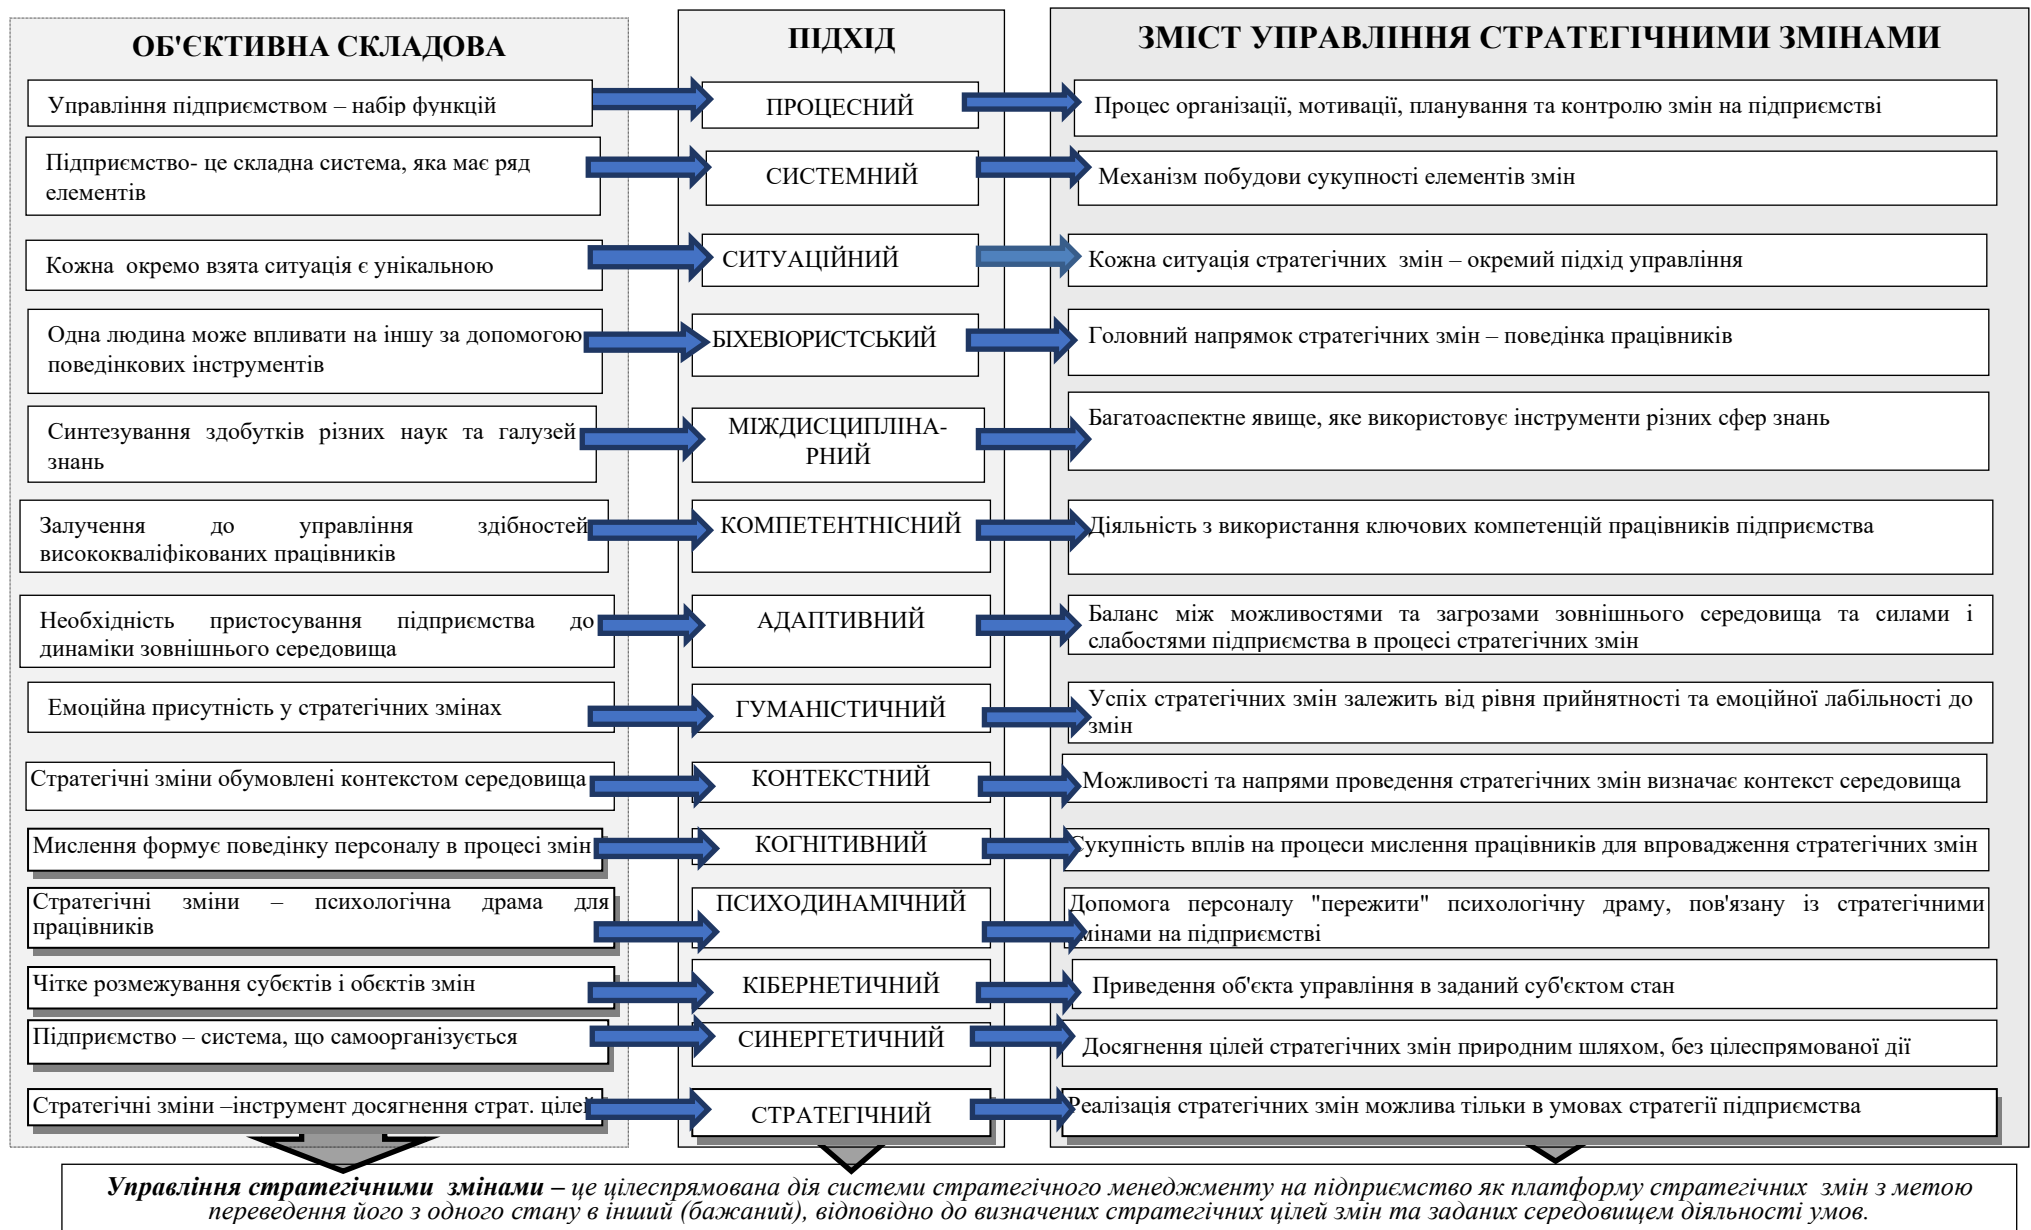 ОБ'ЄКТИВНА СКЛАДОВА
ПІДХІД
ЗМІСТ УПРАВЛІННЯ СТРАТЕГІЧНИМИ ЗМІНАМИ
Управління підприємством – набір функцій
ПРОЦЕСНИЙ
Процес організації, мотивації, планування та контролю змін на підприємстві
Підприємство- це складна система, яка має ряд
елементів
СИСТЕМНИЙ
Механізм побудови сукупності елементів змін
Кожна окремо взята ситуація є унікальною
СИТУАЦІЙНИЙ
Кожна ситуація стратегічних змін – окремий підхід управління
Одна людина може впливати на іншу за допомогою
поведінкових інструментів
БІХЕВІОРИСТСЬКИЙ
Головний напрямок стратегічних змін – поведінка працівників
Синтезування здобутків різних наук та галузей
знань
МІЖДИСЦИПЛІНА-
РНИЙ
Багатоаспектне явище, яке використовує інструменти різних сфер знань
Залучення до управління здібностей
висококваліфікованих працівників
КОМПЕТЕНТНІСНИЙ
Діяльність з використання ключових компетенцій працівників підприємства
Необхідність пристосування підприємства до
динаміки зовнішнього середовища
АДАПТИВНИЙ
Баланс між можливостями та загрозами зовнішнього середовища та силами і
слабостями підприємства в процесі стратегічних змін
Емоційна присутність у стратегічних змінах
ГУМАНІСТИЧНИЙ
Успіх стратегічних змін залежить від рівня прийнятності та емоційної лабільності до
змін
Стратегічні зміни обумовлені контекстом середовища
КОНТЕКСТНИЙ
Можливості та напрями проведення стратегічних змін визначає контекст середовища
Мислення формує поведінку персоналу в процесі змін
КОГНІТИВНИЙ
Сукупність вплів на процеси мислення працівників для впровадження стратегічних змін
Стратегічні зміни – психологічна драма для
працівників
ПСИХОДИНАМІЧНИЙ
Допомога персоналу "пережити" психологічну драму, пов'язану із стратегічними
змінами на підприємстві
Чітке розмежування субєктів і обєктів змін
КІБЕРНЕТИЧНИЙ
Приведення об'єкта управління в заданий суб'єктом стан
Підприємство – система, що самоорганізується
СИНЕРГЕТИЧНИЙ
Досягнення цілей стратегічних змін природним шляхом, без цілеспрямованої дії
Стратегічні зміни –інструмент досягнення страт. цілей
СТРАТЕГІЧНИЙ
Реалізація стратегічних змін можлива тільки в умовах стратегії підприємства
Управління стратегічними змінами – це цілеспрямована дія системи стратегічного менеджменту на підприємство як платформу стратегічних змін з метою
переведення його з одного стану в інший (бажаний), відповідно до визначених стратегічних цілей змін та заданих середовищем діяльності умов.